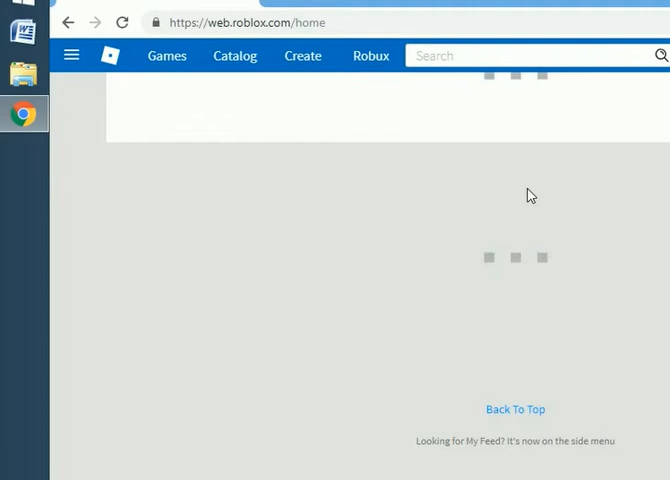 https://web.roblox.com/home
Games Catalog Create Robux Search
Back To Top
Looking for My Feed? It's now on the side menu